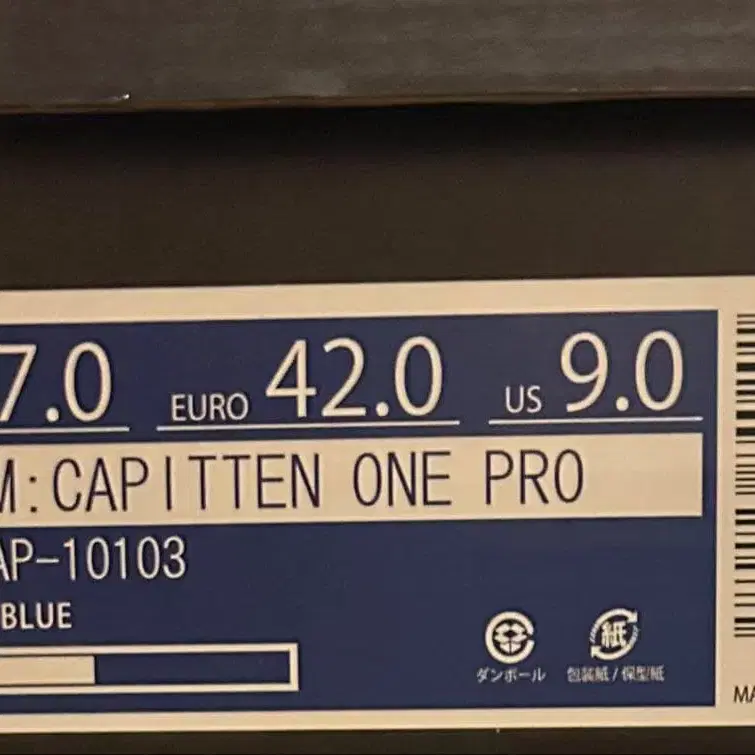 7.0 EURO 42.0 US 9.0
M:CAPITTEN ONE PRO
AP-10103
BLUE
紙
ダンボール 包装紙/保型紙
MA